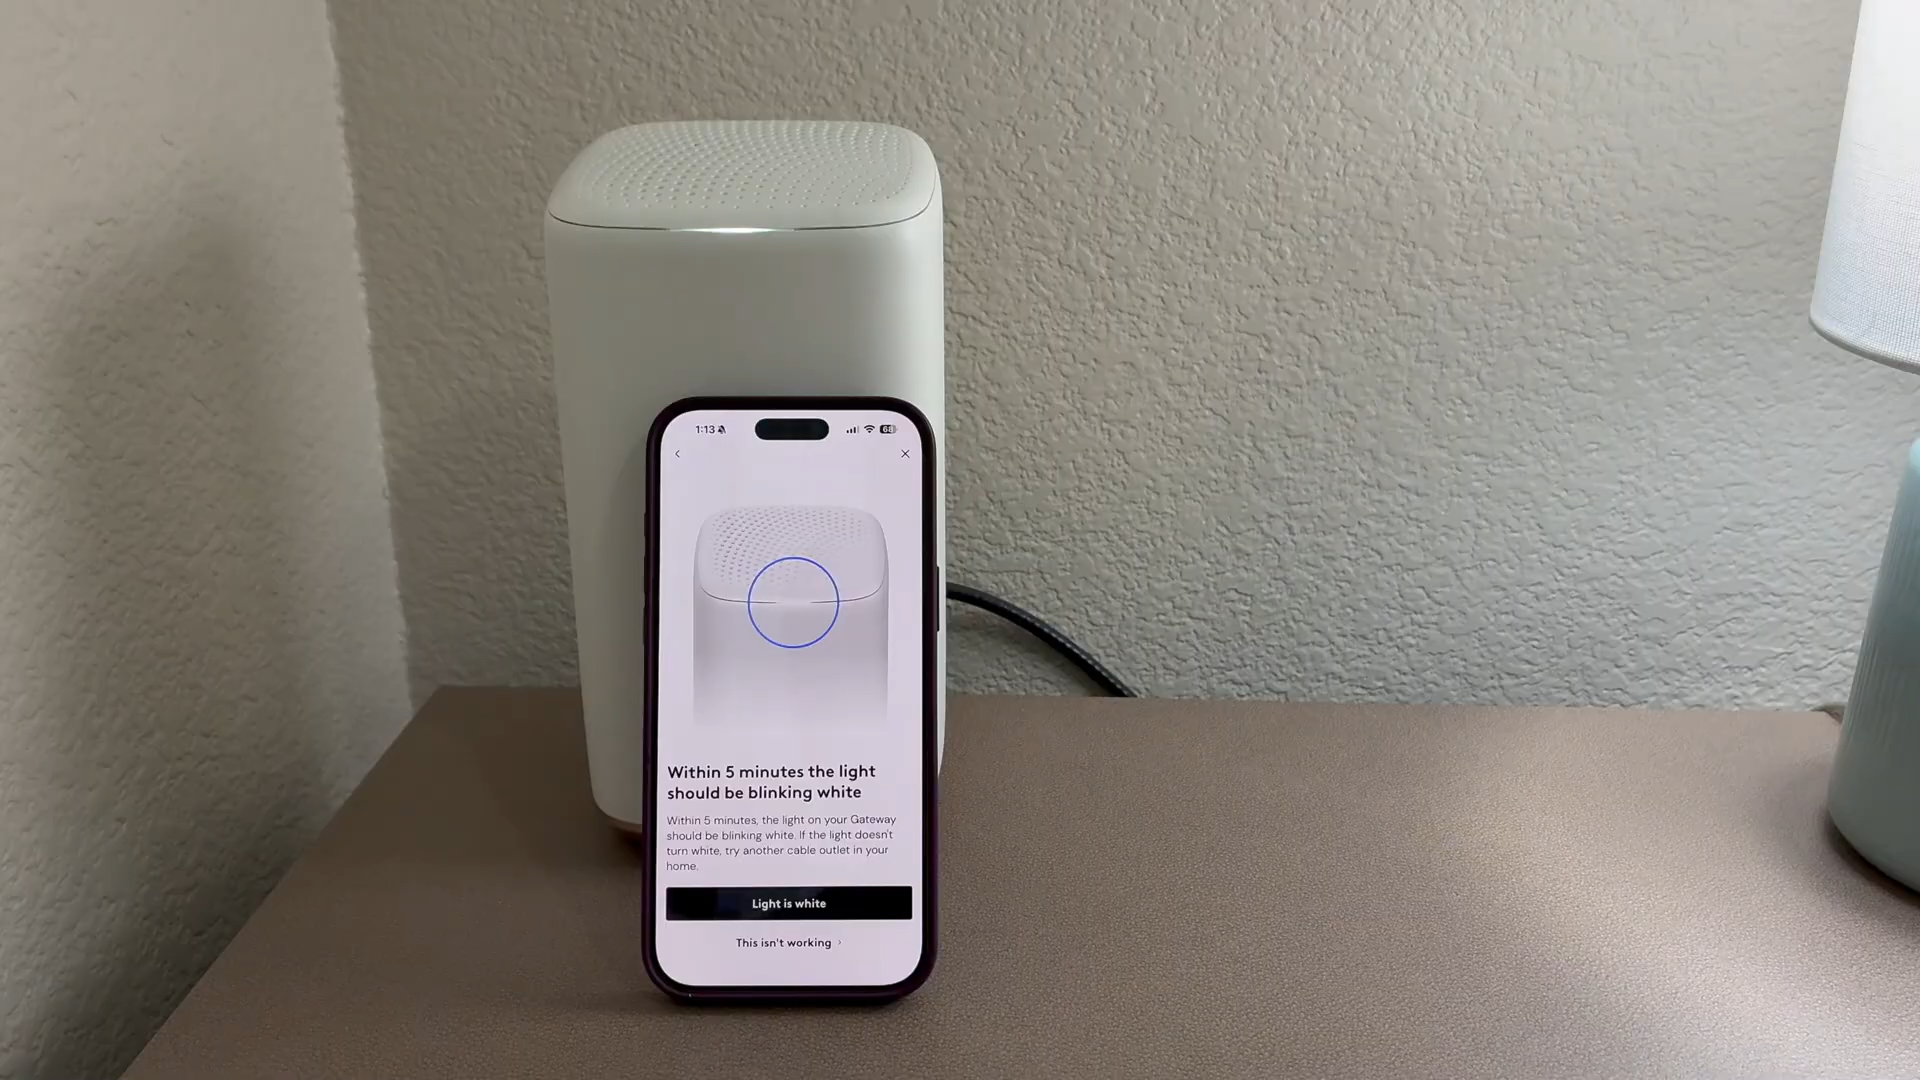 1:13
68
Within 5 minutes the light
should be blinking white
Within 5 minutes, the light on your Gateway
should be blinking white. If the light doesn't
turn white, try another cable outlet in your
home.
Light is white
This isn't working